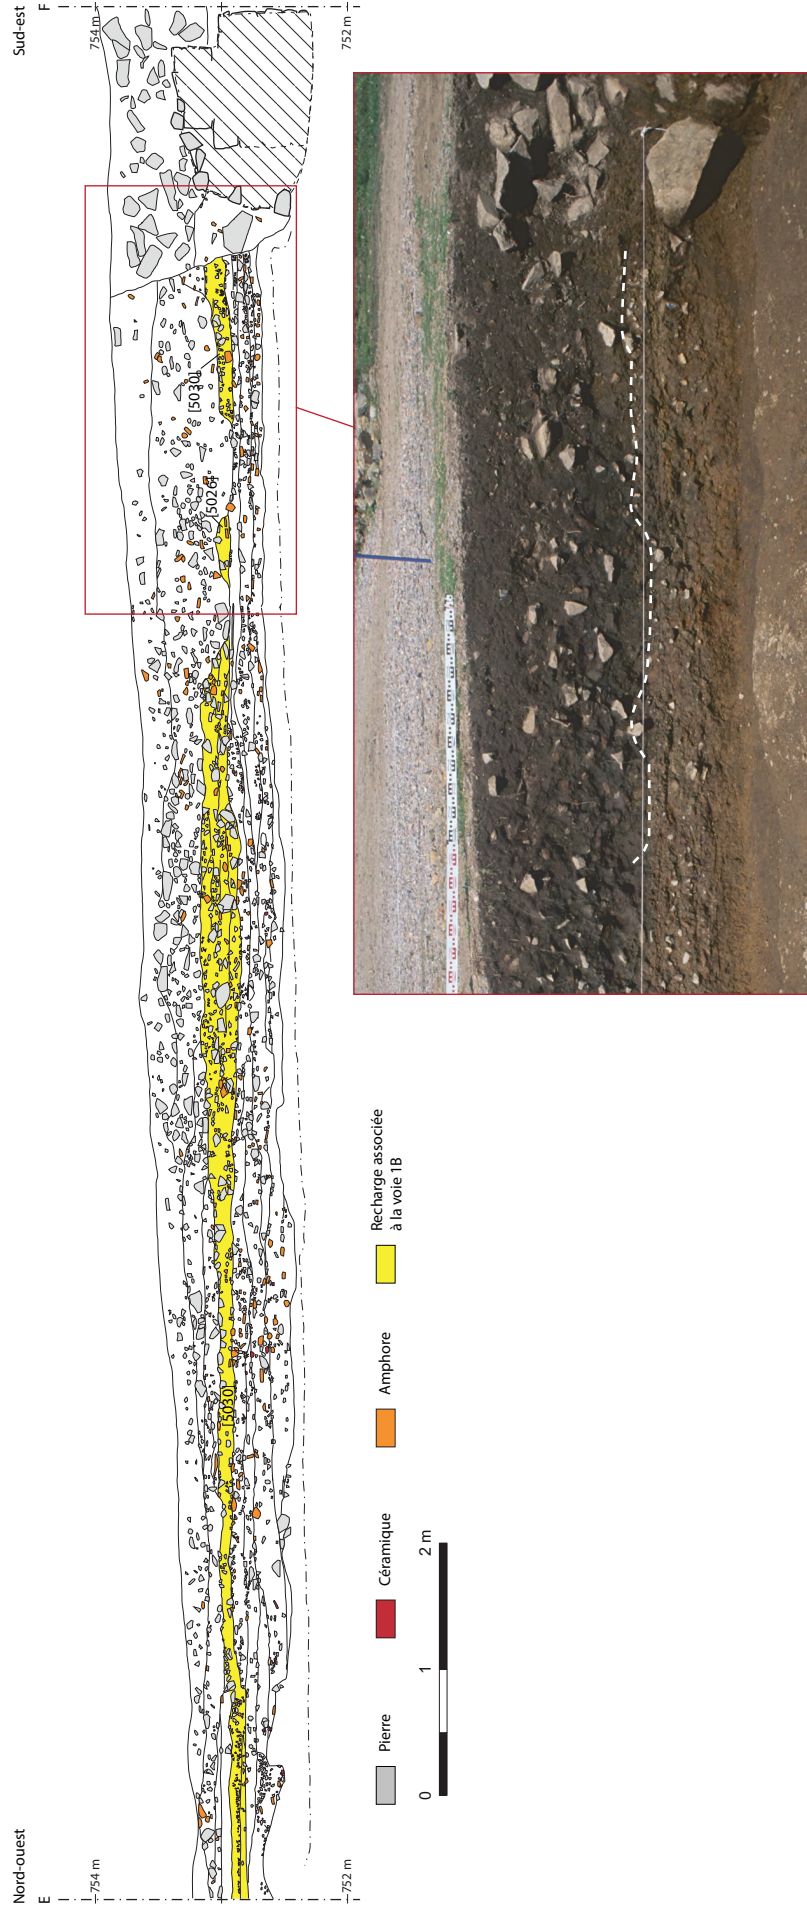 Nord-ouest
Sud-est
E
F
754 m
754 m
752 m
752 m
[5030]
[5026]
[5030]
Pierre
Céramique
Amphore
Recharge associée
à la voie 1B
0
1
2 m